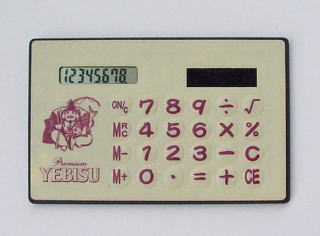 12345678.
ON/C 7 8 9 ÷ √
MRC 4 5 6 X %
M- 1 2 3 - C
M+ 0 . = + CE
Premium
YEBISU